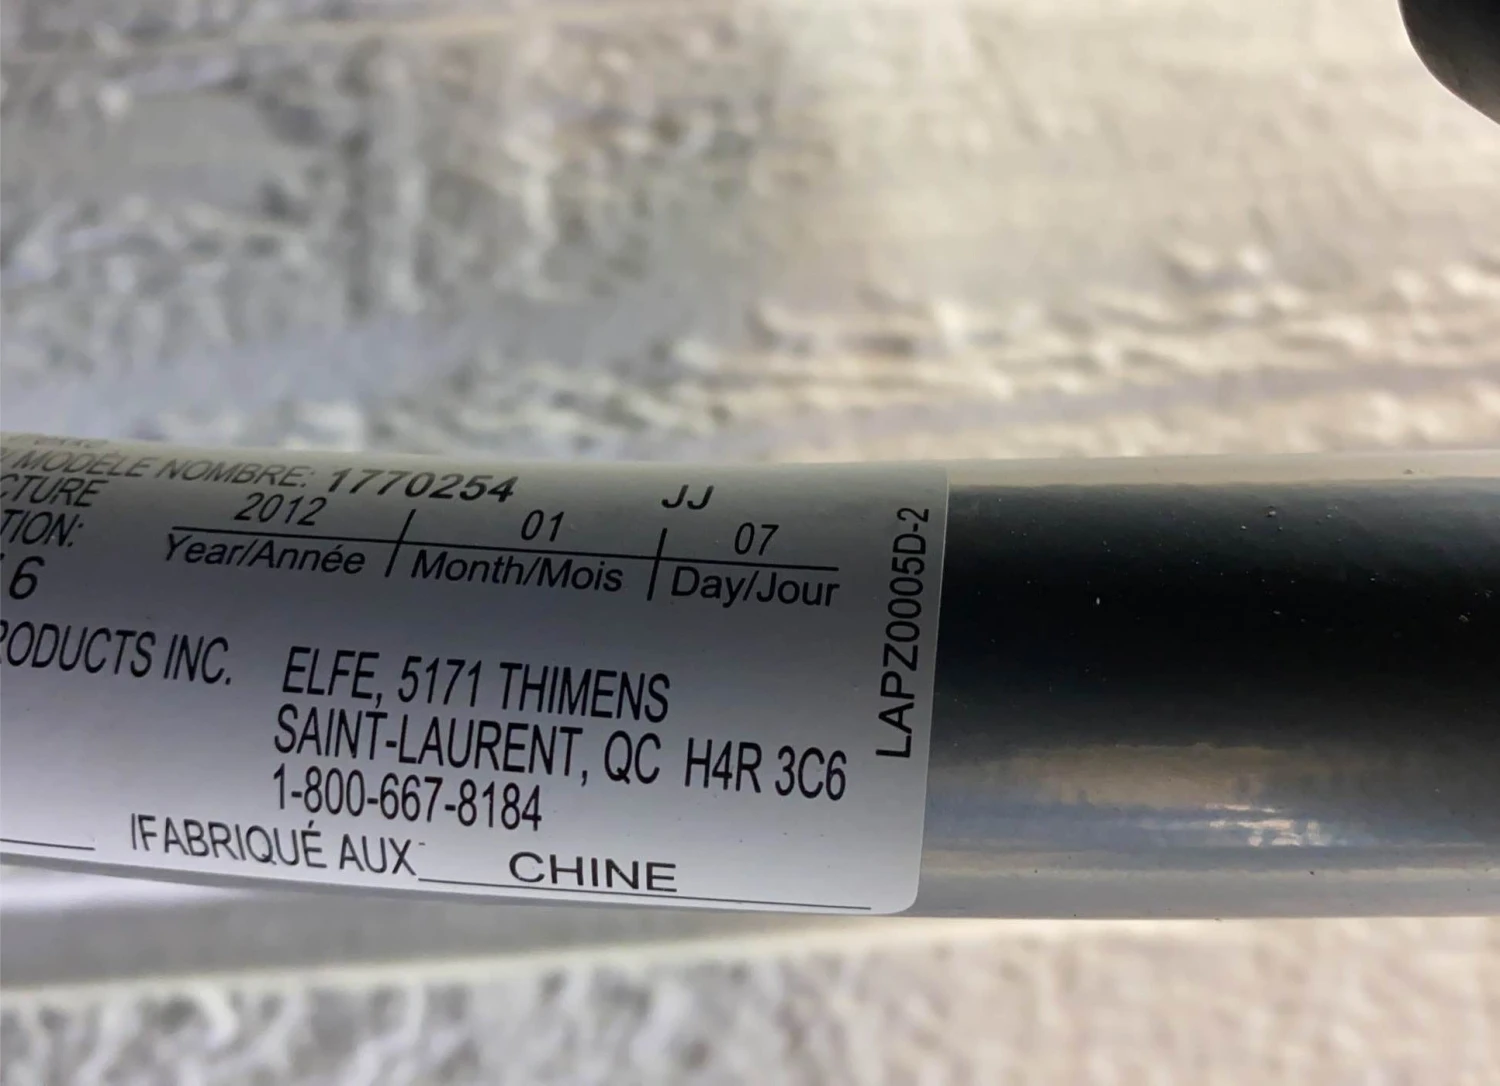 MODÈLE NOMBRE: 1770254 JJ
CTURE 2012 01 07
TION: Year/Année Month/Mois Day/Jour
6
RODUCTS INC. ELFE, 5171 THIMENS
SAINT-LAURENT, QC H4R 3C6
1-800-667-8184
FABRIQUÉ AUX CHINE
LAPZ0005D-2